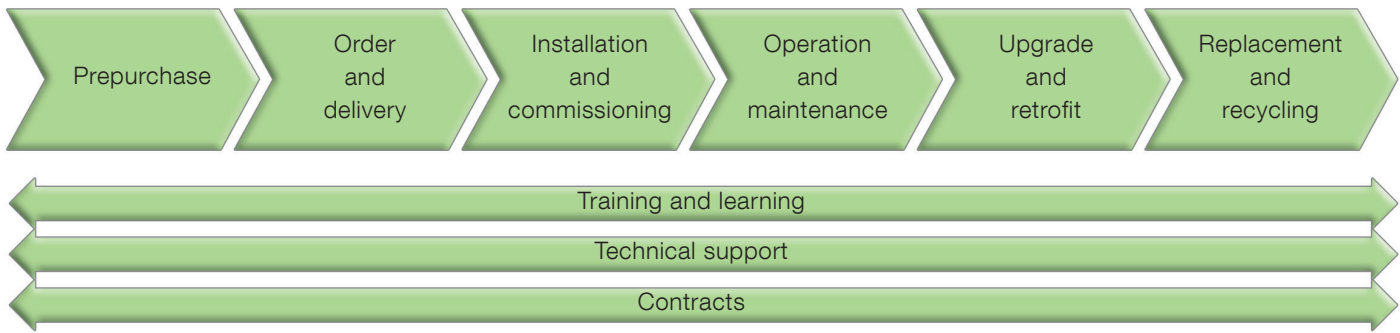 Prepurchase
Order
and
delivery
Installation
and
commissioning
Operation
and
maintenance
Upgrade
and
retrofit
Replacement
and
recycling
Training and learning
Technical support
Contracts